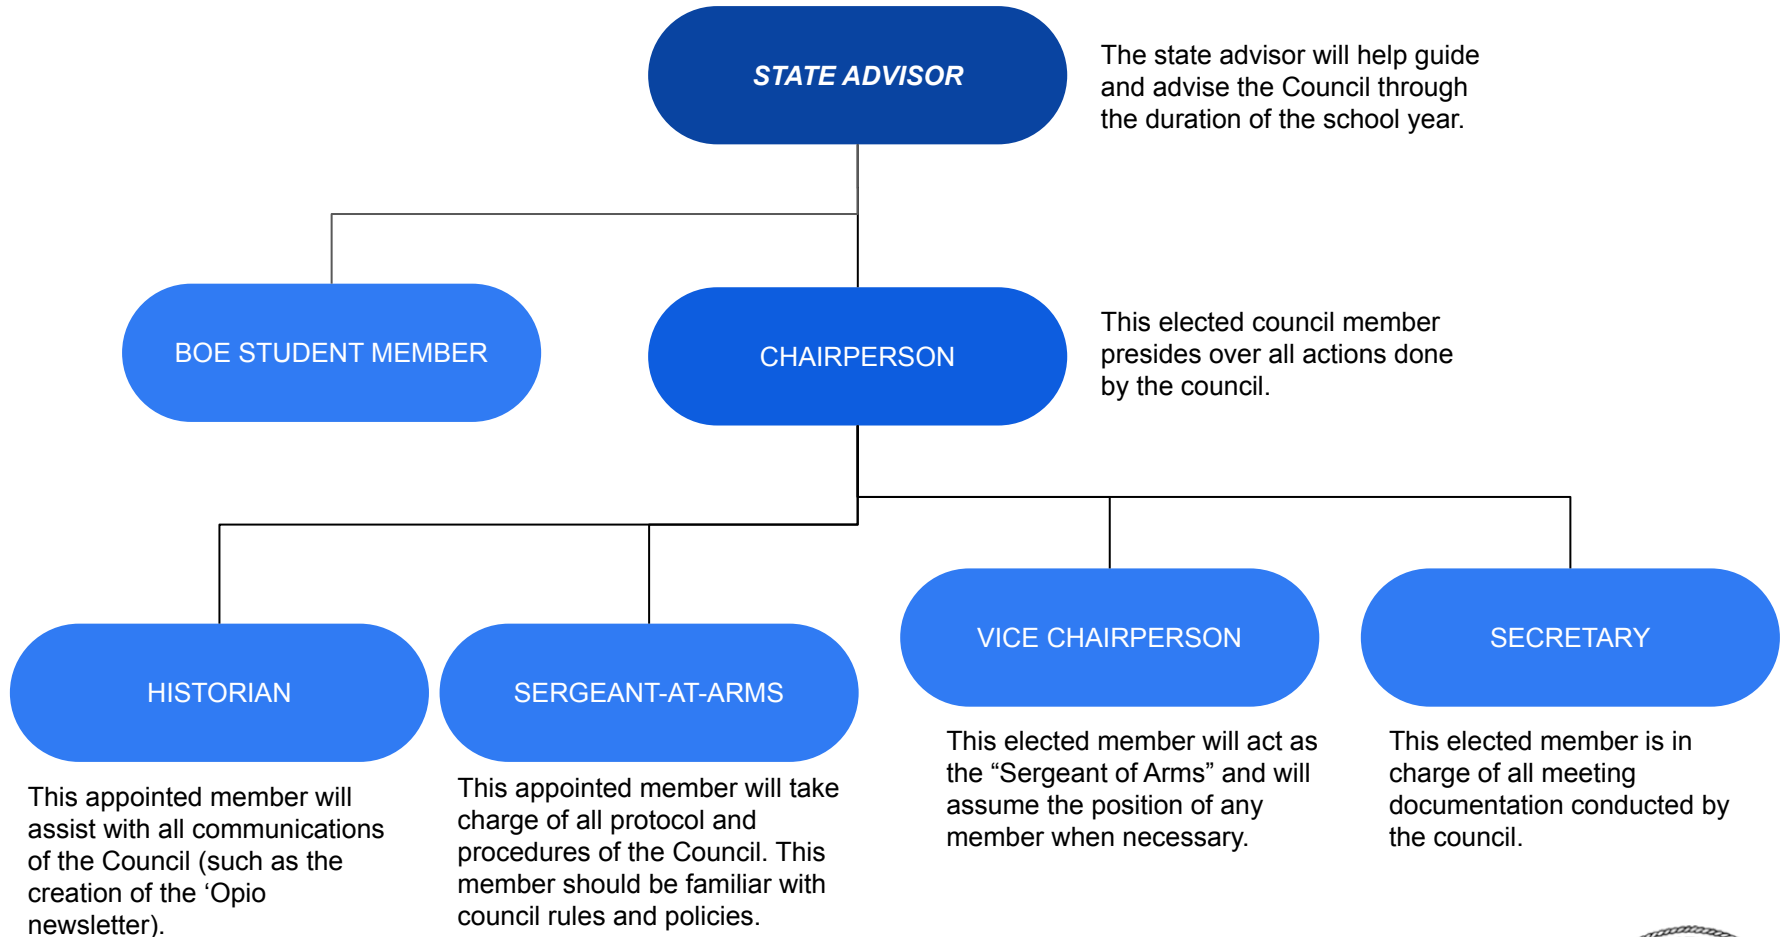 STATE ADVISOR
The state advisor will help guide
and advise the Council through
the duration of the school year.
BOE STUDENT MEMBER
CHAIRPERSON
This elected council member
presides over all actions done
by the council.
HISTORIAN
This appointed member will
assist with all communications
of the Council (such as the
creation of the ‘Opio
newsletter).
SERGEANT-AT-ARMS
This appointed member will take
charge of all protocol and
procedures of the Council. This
member should be familiar with
council rules and policies.
VICE CHAIRPERSON
This elected member will act as
the “Sergeant of Arms” and will
assume the position of any
member when necessary.
SECRETARY
This elected member is in
charge of all meeting
documentation conducted by
the council.